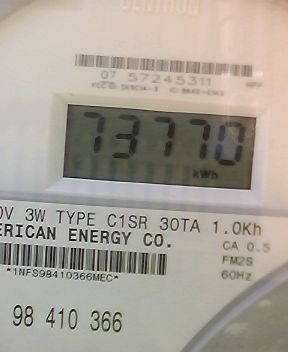 CENTRON
07 57245311
73770
kWh
0V 3W TYPE C1SR 30TA 1.0Kh
ERICAN ENERGY CO.
CA 0.5
FM2S
60Hz
*1NFS98410366MEC*
98 410 366